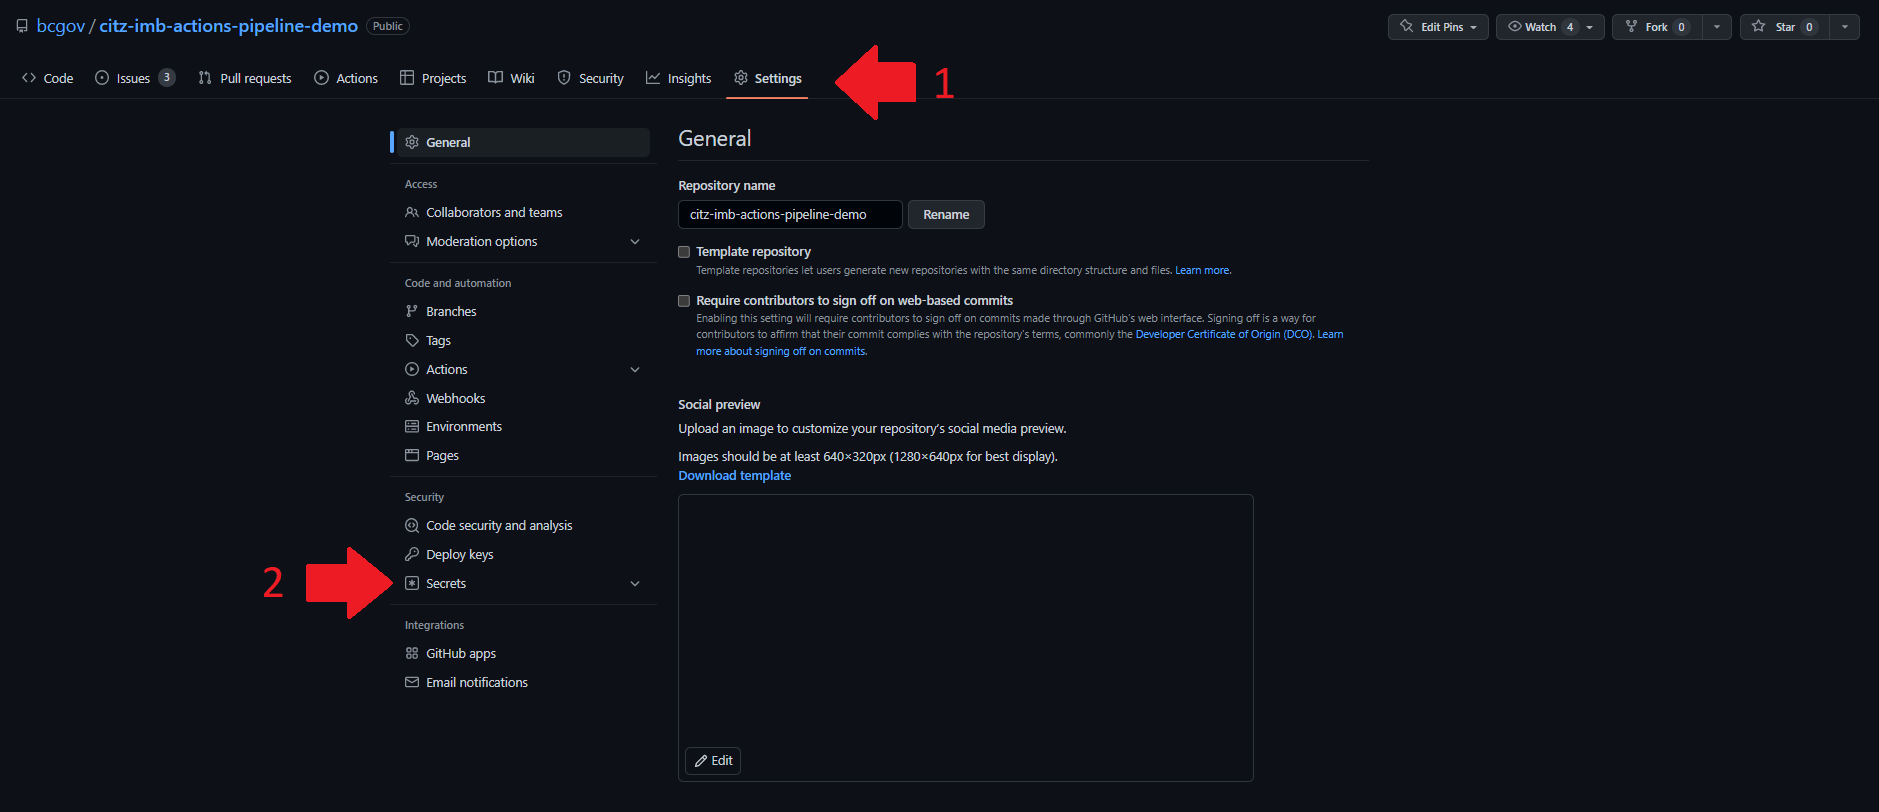 bcgov / citz-imb-actions-pipeline-demo Public
Edit Pins Watch 4 Fork 0 Star 0
Code Issues 3 Pull requests Actions Projects Wiki Security Insights Settings 1
General
Access
Collaborators and teams
Moderation options
Code and automation
Branches
Tags
Actions
Webhooks
Environments
Pages
Security
Code security and analysis
Deploy keys
2 Secrets
Integrations
GitHub apps
Email notifications
General
Repository name
citz-imb-actions-pipeline-demo Rename
Template repository
Template repositories let users generate new repositories with the same directory structure and files. Learn more.
Require contributors to sign off on web-based commits
Enabling this setting will require contributors to sign off on commits made through GitHub's web interface. Signing off is a way for
contributors to affirm that their commit complies with the repository's terms, commonly the Developer Certificate of Origin (DCO). Learn
more about signing off on commits.
Social preview
Upload an image to customize your repository's social media preview.
Images should be at least 640×320px (1280×640px for best display).
Download template
Edit